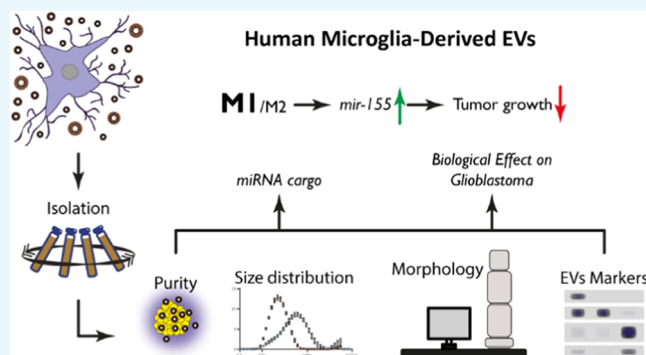 Human Microglia-Derived EVs
M1/M2 mir-155 Tumor growth
miRNA cargo
Biological Effect on
Glioblastoma
Isolation
Purity
Size distribution
Morphology
EVs Markers